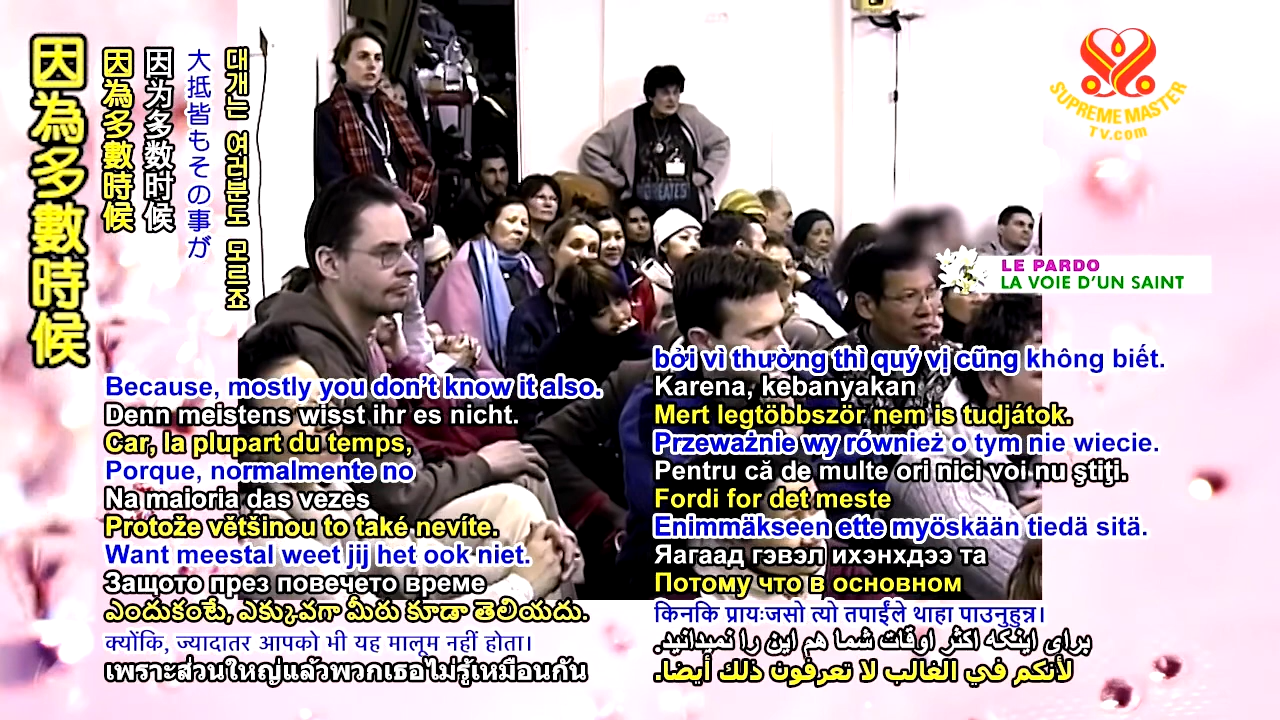 因為多數時候
因為多數時候
因为多数时候
大抵皆もその事が
대개는 여러분도 모르죠
SUPREME MASTER
TV.com
GREATEST
LE PARDO
LA VOIE D'UN SAINT
Because, mostly you don't know it also.
Denn meistens wisst ihr es nicht.
Car, la plupart du temps,
Porque, normalmente no
Na maioria das vezes
Protože většinou to také nevíte.
Want meestal weet jij het ook niet.
Защото през повечето време
ఎందుకంటే, ఎక్కువగా మీరు కూడా తెలియదు.
क्योंकि, ज्यादातर आपको भी यह मालूम नहीं होता।
เพราะส่วนใหญ่แล้วพวกเธอไม่รู้เหมือนกัน
bởi vì thường thì quý vị cũng không biết.
Karena, kebanyakan
Mert legtöbbször nem is tudjátok.
Przeważnie wy również o tym nie wiecie.
Pentru că de multe ori nici voi nu ştiţi.
Fordi for det meste
Enimmäkseen ette myöskään tiedä sitä.
Яагаад гэвэл ихэнхдээ та
Потому что в основном
किनकि प्रायःजसो त्यो तपाईंले थाहा पाउनुहुन्न।
برای اینکه اکثر اوقات شما هم این را نمیدانید.
لأنكم في الغالب لا تعرفون ذلك أيضا.